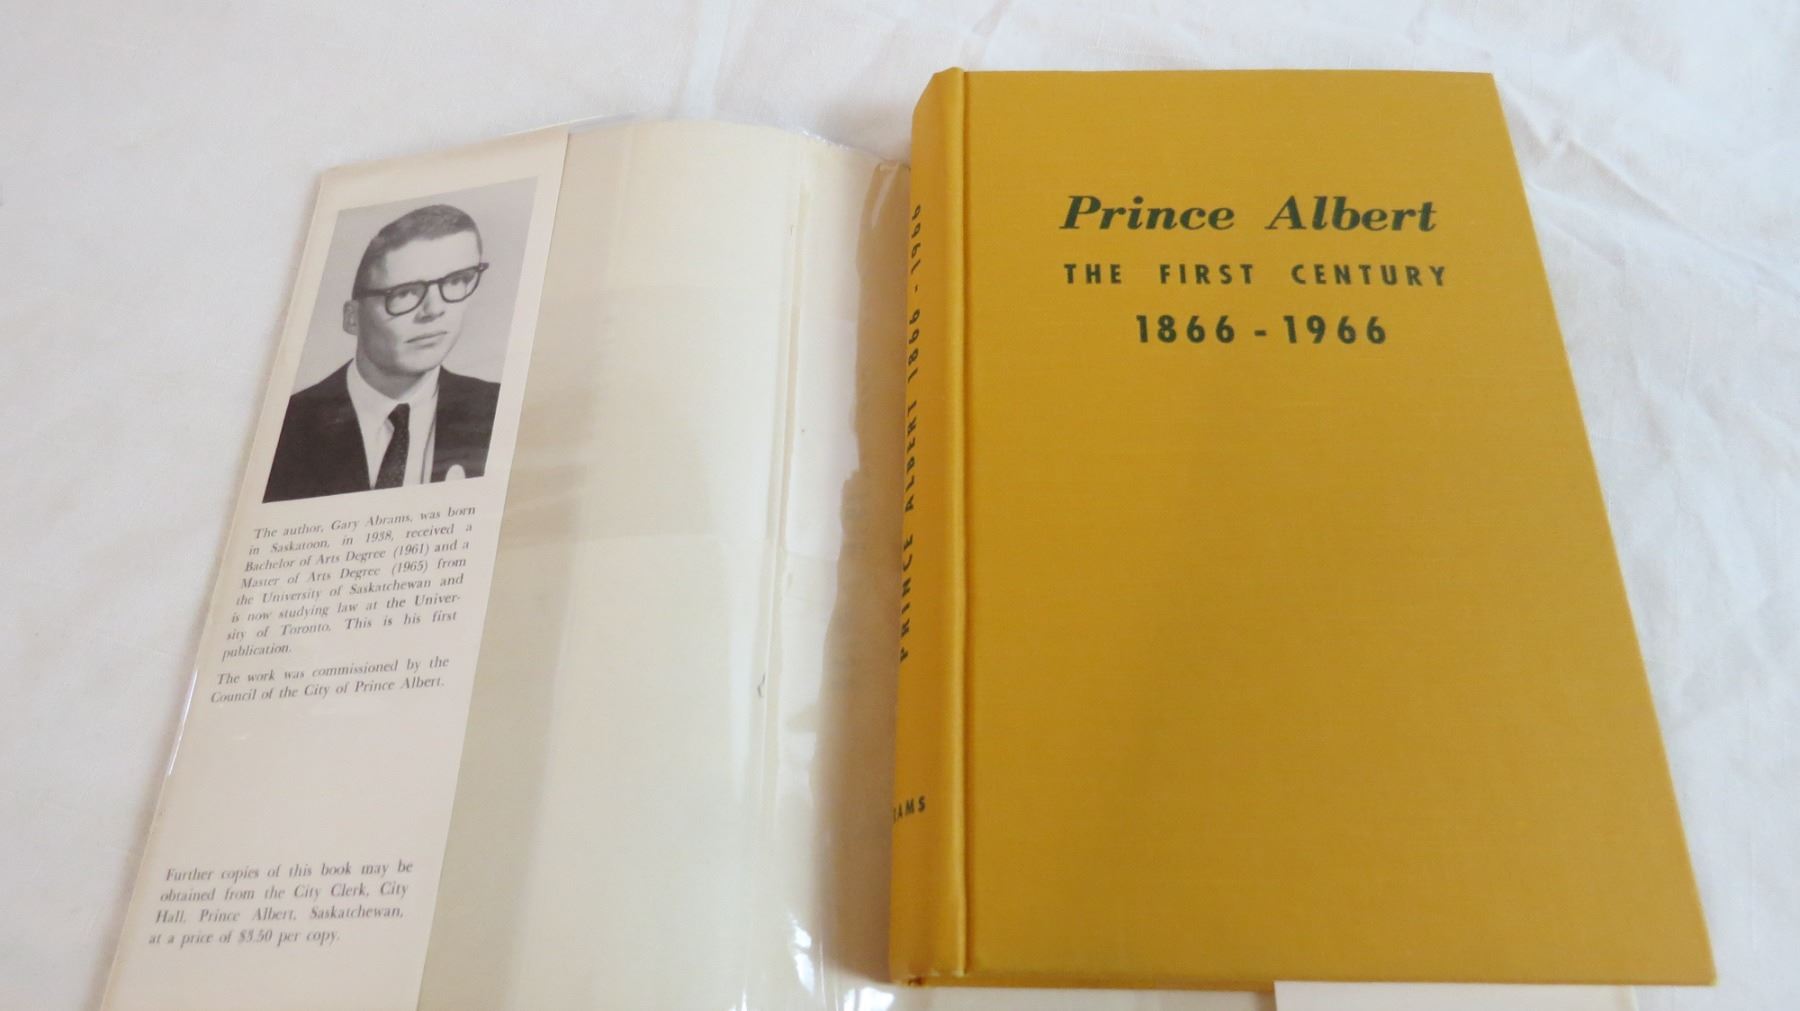 The author, Gary Abrams, was born
in Saskatoon, in 1938, received a
Bachelor of Arts Degree (1961) and a
Master of Arts Degree (1965) from
the University of Saskatchewan and
is now studying law at the Univer-
sity of Toronto. This is his first
publication.
The work was commissioned by the
Council of the City of Prince Albert.
Further copies of this book may be
obtained from the City Clerk, City
Hall, Prince Albert, Saskatchewan,
at a price of $3.50 per copy.
PRINCE ALBERT 1866 - 1966
Prince Albert
THE FIRST CENTURY
1866 - 1966